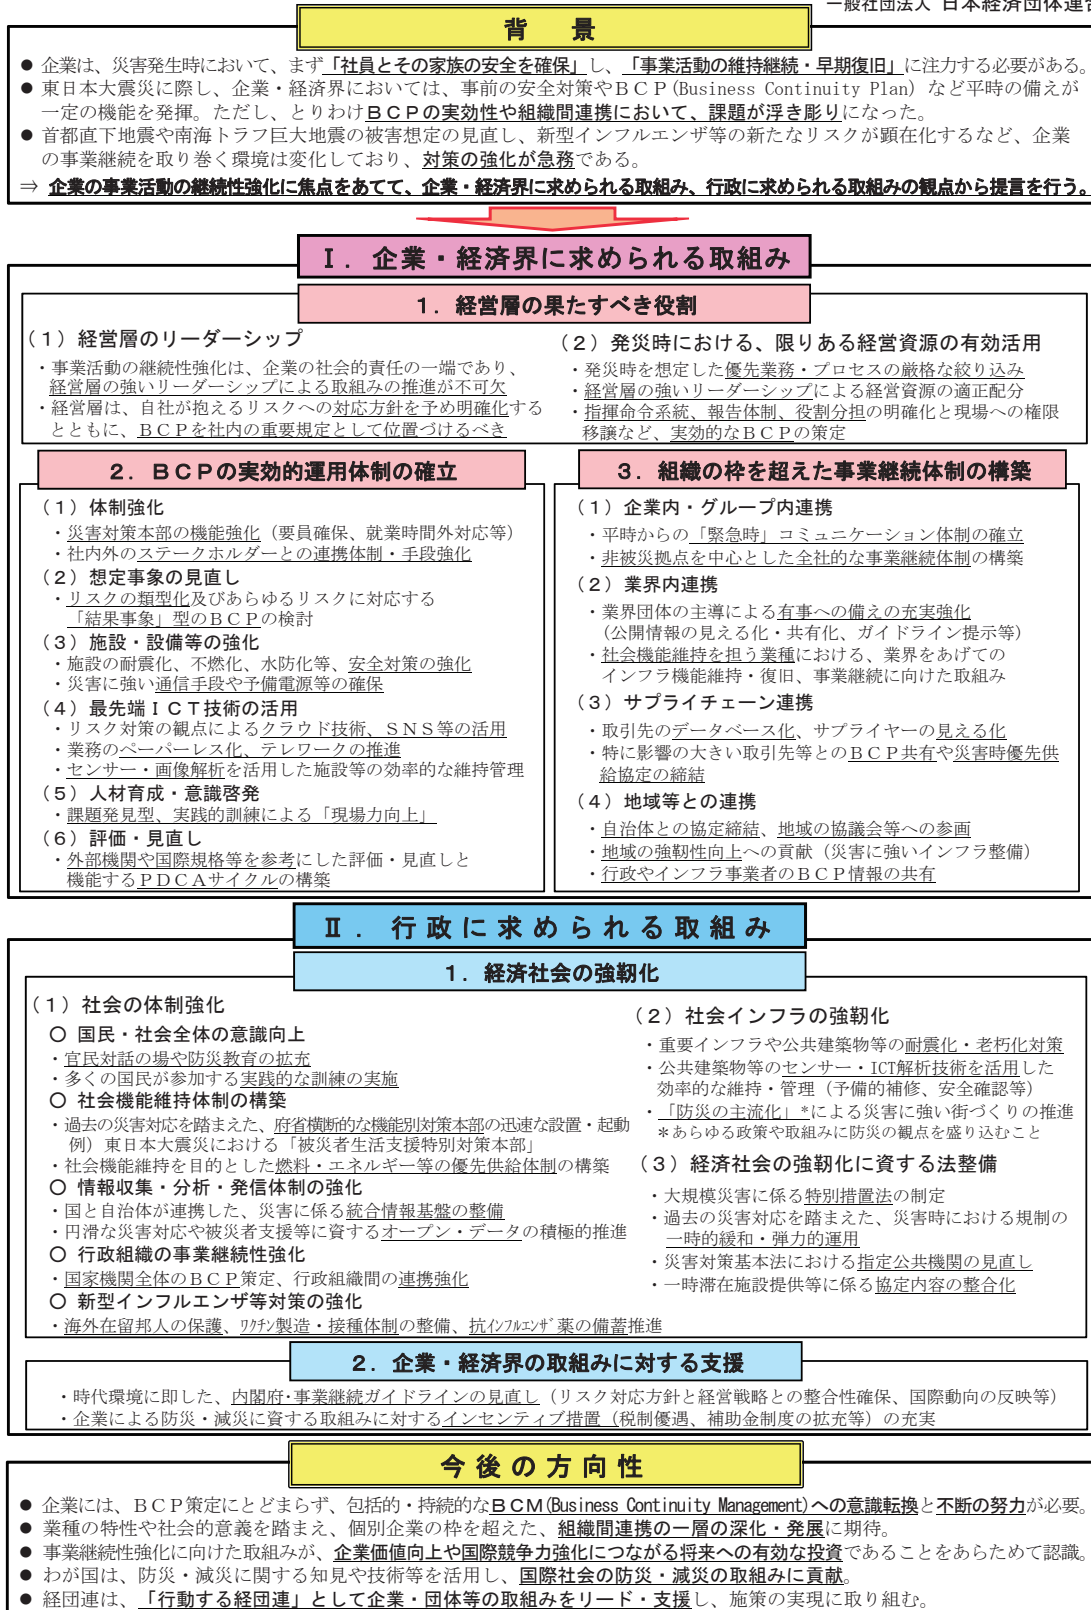 一般社団法人 日本経済団体連合
背　景
● 企業は、災害発生時において、まず「社員とその家族の安全を確保」し、「事業活動の維持継続・早期復旧」に注力する必要がある。
● 東日本大震災に際し、企業・経済界においては、事前の安全対策やＢＣＰ(Business Continuity Plan) など平時の備えが
一定の機能を発揮。ただし、とりわけＢＣＰの実効性や組織間連携において、課題が浮き彫りになった。
● 首都直下地震や南海トラフ巨大地震の被害想定の見直し、新型インフルエンザ等の新たなリスクが顕在化するなど、企業
の事業継続を取り巻く環境は変化しており、対策の強化が急務である。
⇒ 企業の事業活動の継続性強化に焦点をあてて、企業・経済界に求められる取組み、行政に求められる取組みの観点から提言を行う。
Ⅰ．企業・経済界に求められる取組み
１．経営層の果たすべき役割
（１）経営層のリーダーシップ
・事業活動の継続性強化は、企業の社会的責任の一端であり、
経営層の強いリーダーシップによる取組みの推進が不可欠
・経営層は、自社が抱えるリスクへの対応方針を予め明確化する
とともに、ＢＣＰを社内の重要規定として位置づけるべき
（２）発災時における、限りある経営資源の有効活用
・発災時を想定した優先業務・プロセスの厳格な絞り込み
・経営層の強いリーダーシップによる経営資源の適正配分
・指揮命令系統、報告体制、役割分担の明確化と現場への権限
移譲など、実効的なＢＣＰの策定
２．ＢＣＰの実効的運用体制の確立
（１）体制強化
・災害対策本部の機能強化（要員確保、就業時間外対応等）
・社内外のステークホルダーとの連携体制・手段強化
（２）想定事象の見直し
・リスクの類型化及びあらゆるリスクに対応する
「結果事象」型のＢＣＰの検討
（３）施設・設備等の強化
・施設の耐震化、不燃化、水防化等、安全対策の強化
・災害に強い通信手段や予備電源等の確保
（４）最先端ＩＣＴ技術の活用
・リスク対策の観点によるクラウド技術、ＳＮＳ等の活用
・業務のペーパーレス化、テレワークの推進
・センサー・画像解析を活用した施設等の効率的な維持管理
（５）人材育成・意識啓発
・課題発見型、実践的訓練による「現場力向上」
（６）評価・見直し
・外部機関や国際規格等を参考にした評価・見直しと
機能するＰＤＣＡサイクルの構築
３．組織の枠を超えた事業継続体制の構築
（１）企業内・グループ内連携
・平時からの「緊急時」コミュニケーション体制の確立
・非被災拠点を中心とした全社的な事業継続体制の構築
（２）業界内連携
・業界団体の主導による有事への備えの充実強化
（公開情報の見える化・共有化、ガイドライン提示等）
・社会機能維持を担う業種における、業界をあげての
インフラ機能維持・復旧、事業継続に向けた取組み
（３）サプライチェーン連携
・取引先のデータベース化、サプライヤーの見える化
・特に影響の大きい取引先等とのＢＣＰ共有や災害時優先供
給協定の締結
（４）地域等との連携
・自治体との協定締結、地域の協議会等への参画
・地域の強靭性向上への貢献（災害に強いインフラ整備）
・行政やインフラ事業者のＢＣＰ情報の共有
Ⅱ．行政に求められる取組み
１．経済社会の強靭化
（１）社会の体制強化
〇 国民・社会全体の意識向上
・官民対話の場や防災教育の拡充
・多くの国民が参加する実践的な訓練の実施
〇 社会機能維持体制の構築
・過去の災害対応を踏まえた、府省横断的な機能別対策本部の迅速な設置・起動
例）東日本大震災における「被災者生活支援特別対策本部」
・社会機能維持を目的とした燃料・エネルギー等の優先供給体制の構築
〇 情報収集・分析・発信体制の強化
・国と自治体が連携した、災害に係る統合情報基盤の整備
・円滑な災害対応や被災者支援等に資するオープン・データの積極的推進
〇 行政組織の事業継続性強化
・国家機関全体のＢＣＰ策定、行政組織間の連携強化
〇 新型インフルエンザ等対策の強化
・海外在留邦人の保護、ﾜｸﾁﾝ製造・接種体制の整備、抗ｲﾝﾌﾙｴﾝｻﾞ薬の備蓄推進
（２）社会インフラの強靭化
・重要インフラや公共建築物等の耐震化・老朽化対策
・公共建築物等のセンサー・ICT解析技術を活用した
効率的な維持・管理（予備的補修、安全確認等）
・「防災の主流化」*による災害に強い街づくりの推進
＊あらゆる政策や取組みに防災の観点を盛り込むこと
（３）経済社会の強靭化に資する法整備
・大規模災害に係る特別措置法の制定
・過去の災害対応を踏まえた、災害時における規制の
一時的緩和・弾力的運用
・災害対策基本法における指定公共機関の見直し
・一時滞在施設提供等に係る協定内容の整合化
２．企業・経済界の取組みに対する支援
・時代環境に即した、内閣府・事業継続ガイドラインの見直し（リスク対応方針と経営戦略との整合性確保、国際動向の反映等）
・企業による防災・減災に資する取組みに対するインセンティブ措置（税制優遇、補助金制度の拡充等）の充実
今後の方向性
● 企業には、ＢＣＰ策定にとどまらず、包括的・持続的なＢＣＭ(Business Continuity Management)への意識転換と不断の努力が必要。
● 業種の特性や社会的意義を踏まえ、個別企業の枠を超えた、組織間連携の一層の深化・発展に期待。
● 事業継続性強化に向けた取組みが、企業価値向上や国際競争力強化につながる将来への有効な投資であることをあらためて認識。
● わが国は、防災・減災に関する知見や技術等を活用し、国際社会の防災・減災の取組みに貢献。
● 経団連は、「行動する経団連」として企業・団体等の取組みをリード・支援し、施策の実現に取り組む。